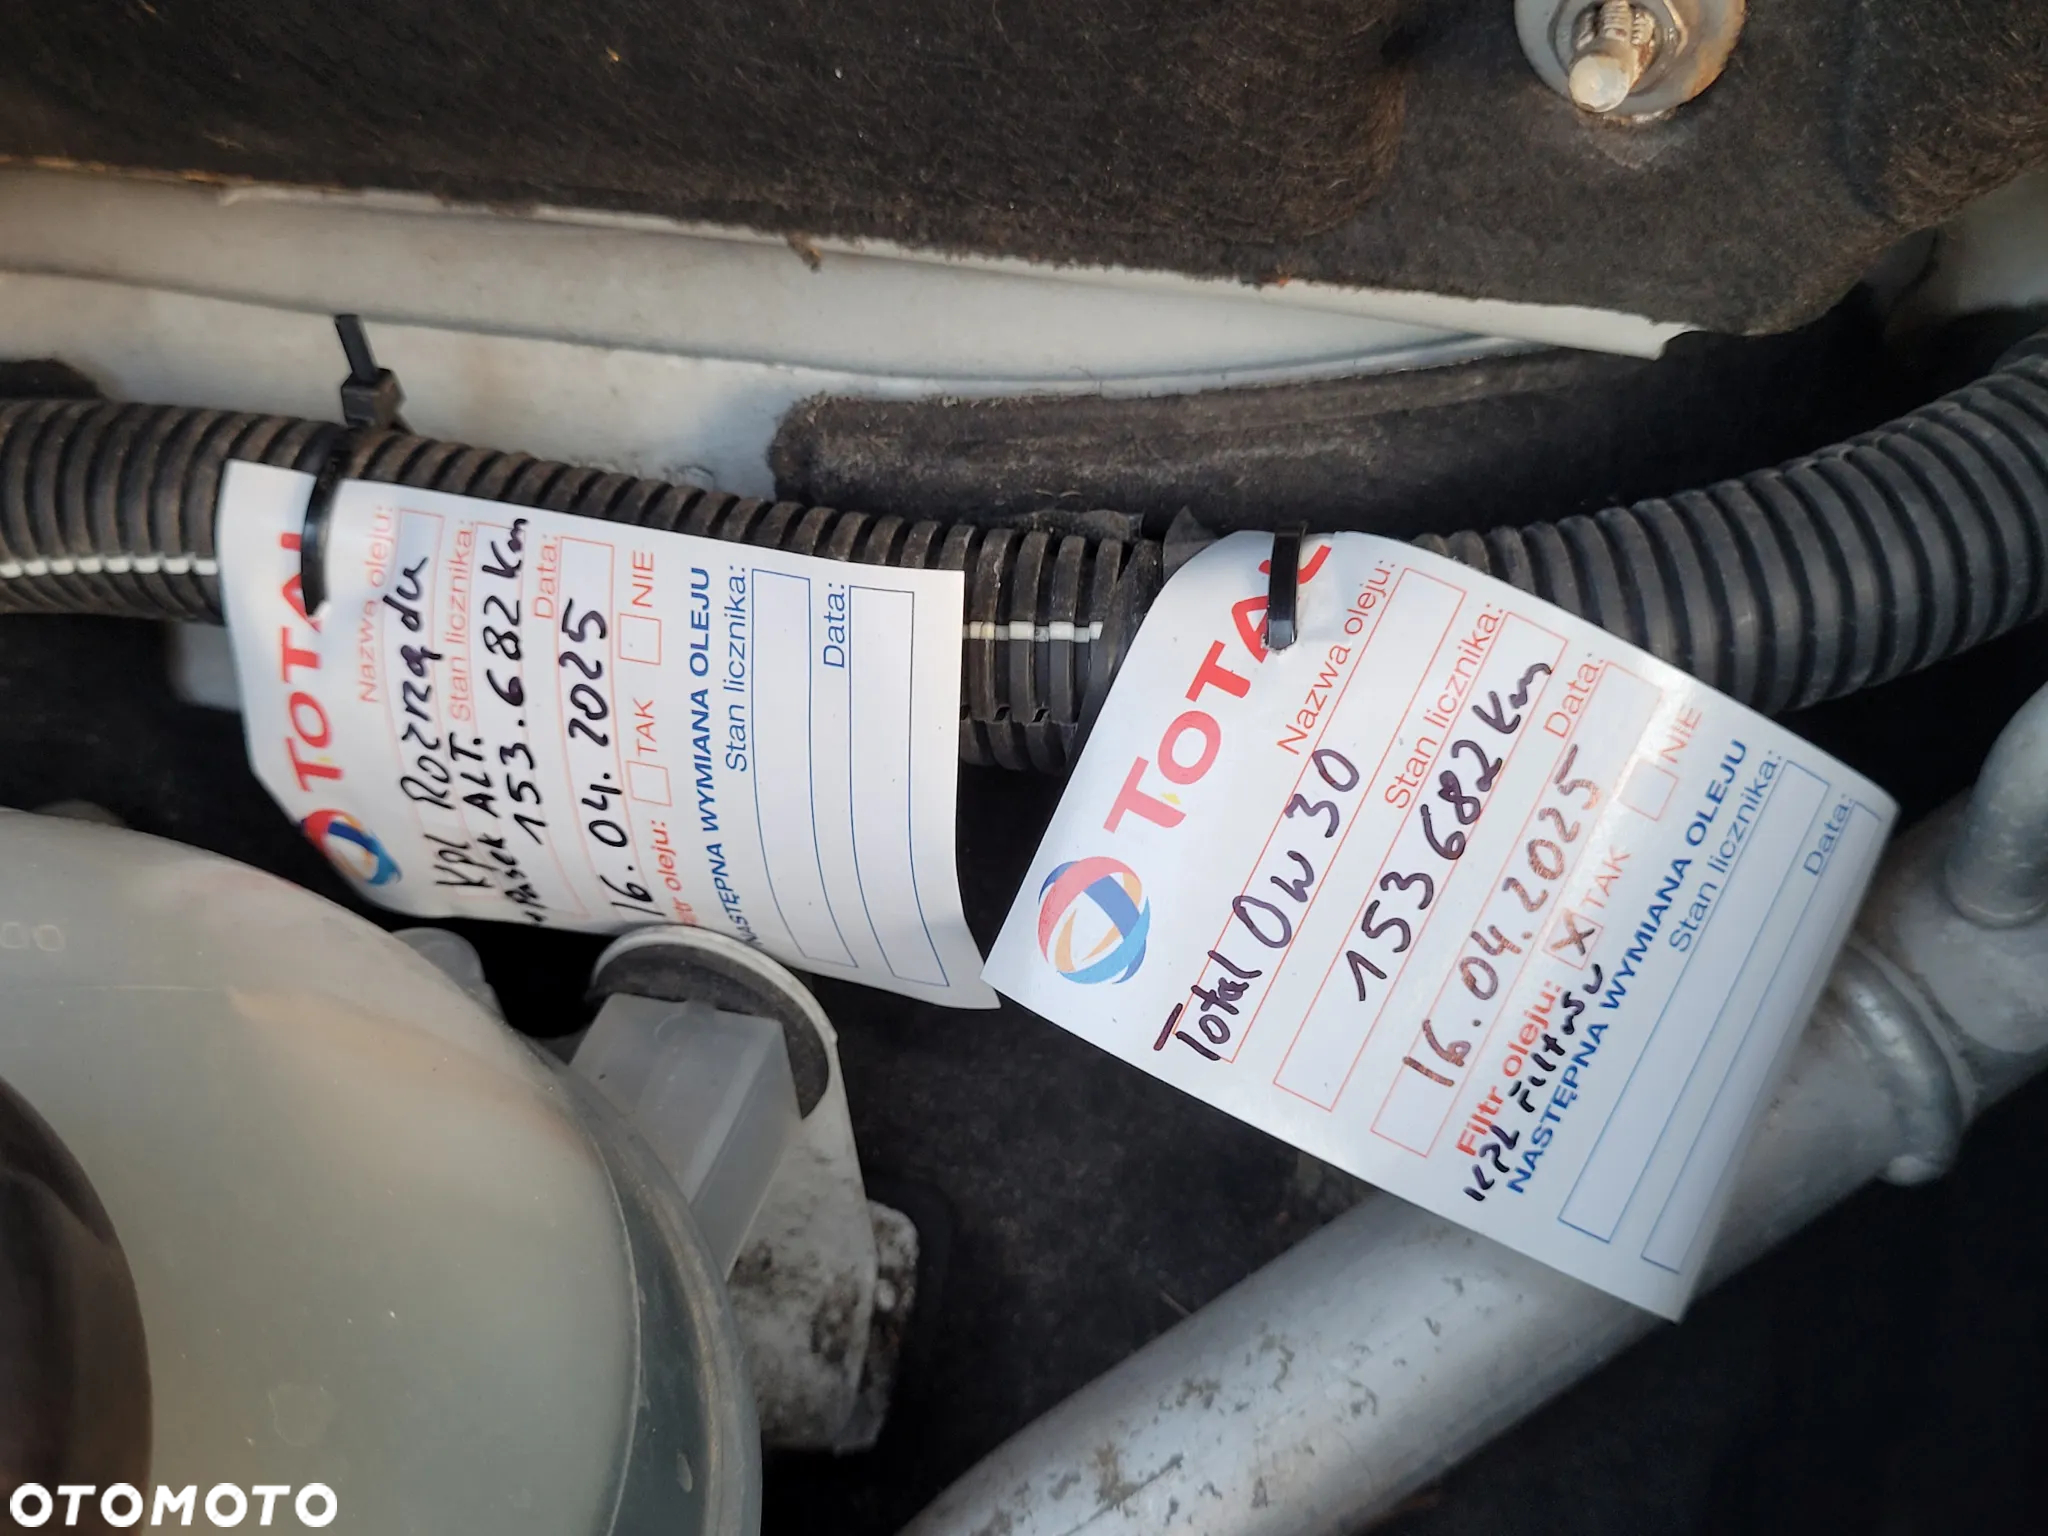 TOTAL
Nazwa oleju:
Kpl Rozrządu
+ PASEK ALT.
Stan licznika:
153.682 km
Data:
16.04.2025
Filtr oleju: TAK NIE
NASTĘPNA WYMIANA OLEJU
Stan licznika:
Data:
TOTAL
Nazwa oleju:
Total 0w30
Stan licznika:
153 682 Km
Data:
16.04.2025
Filtr oleju: X TAK NIE
KPL Filtrów
NASTĘPNA WYMIANA OLEJU
Stan licznika:
Data:
OTOMOTO